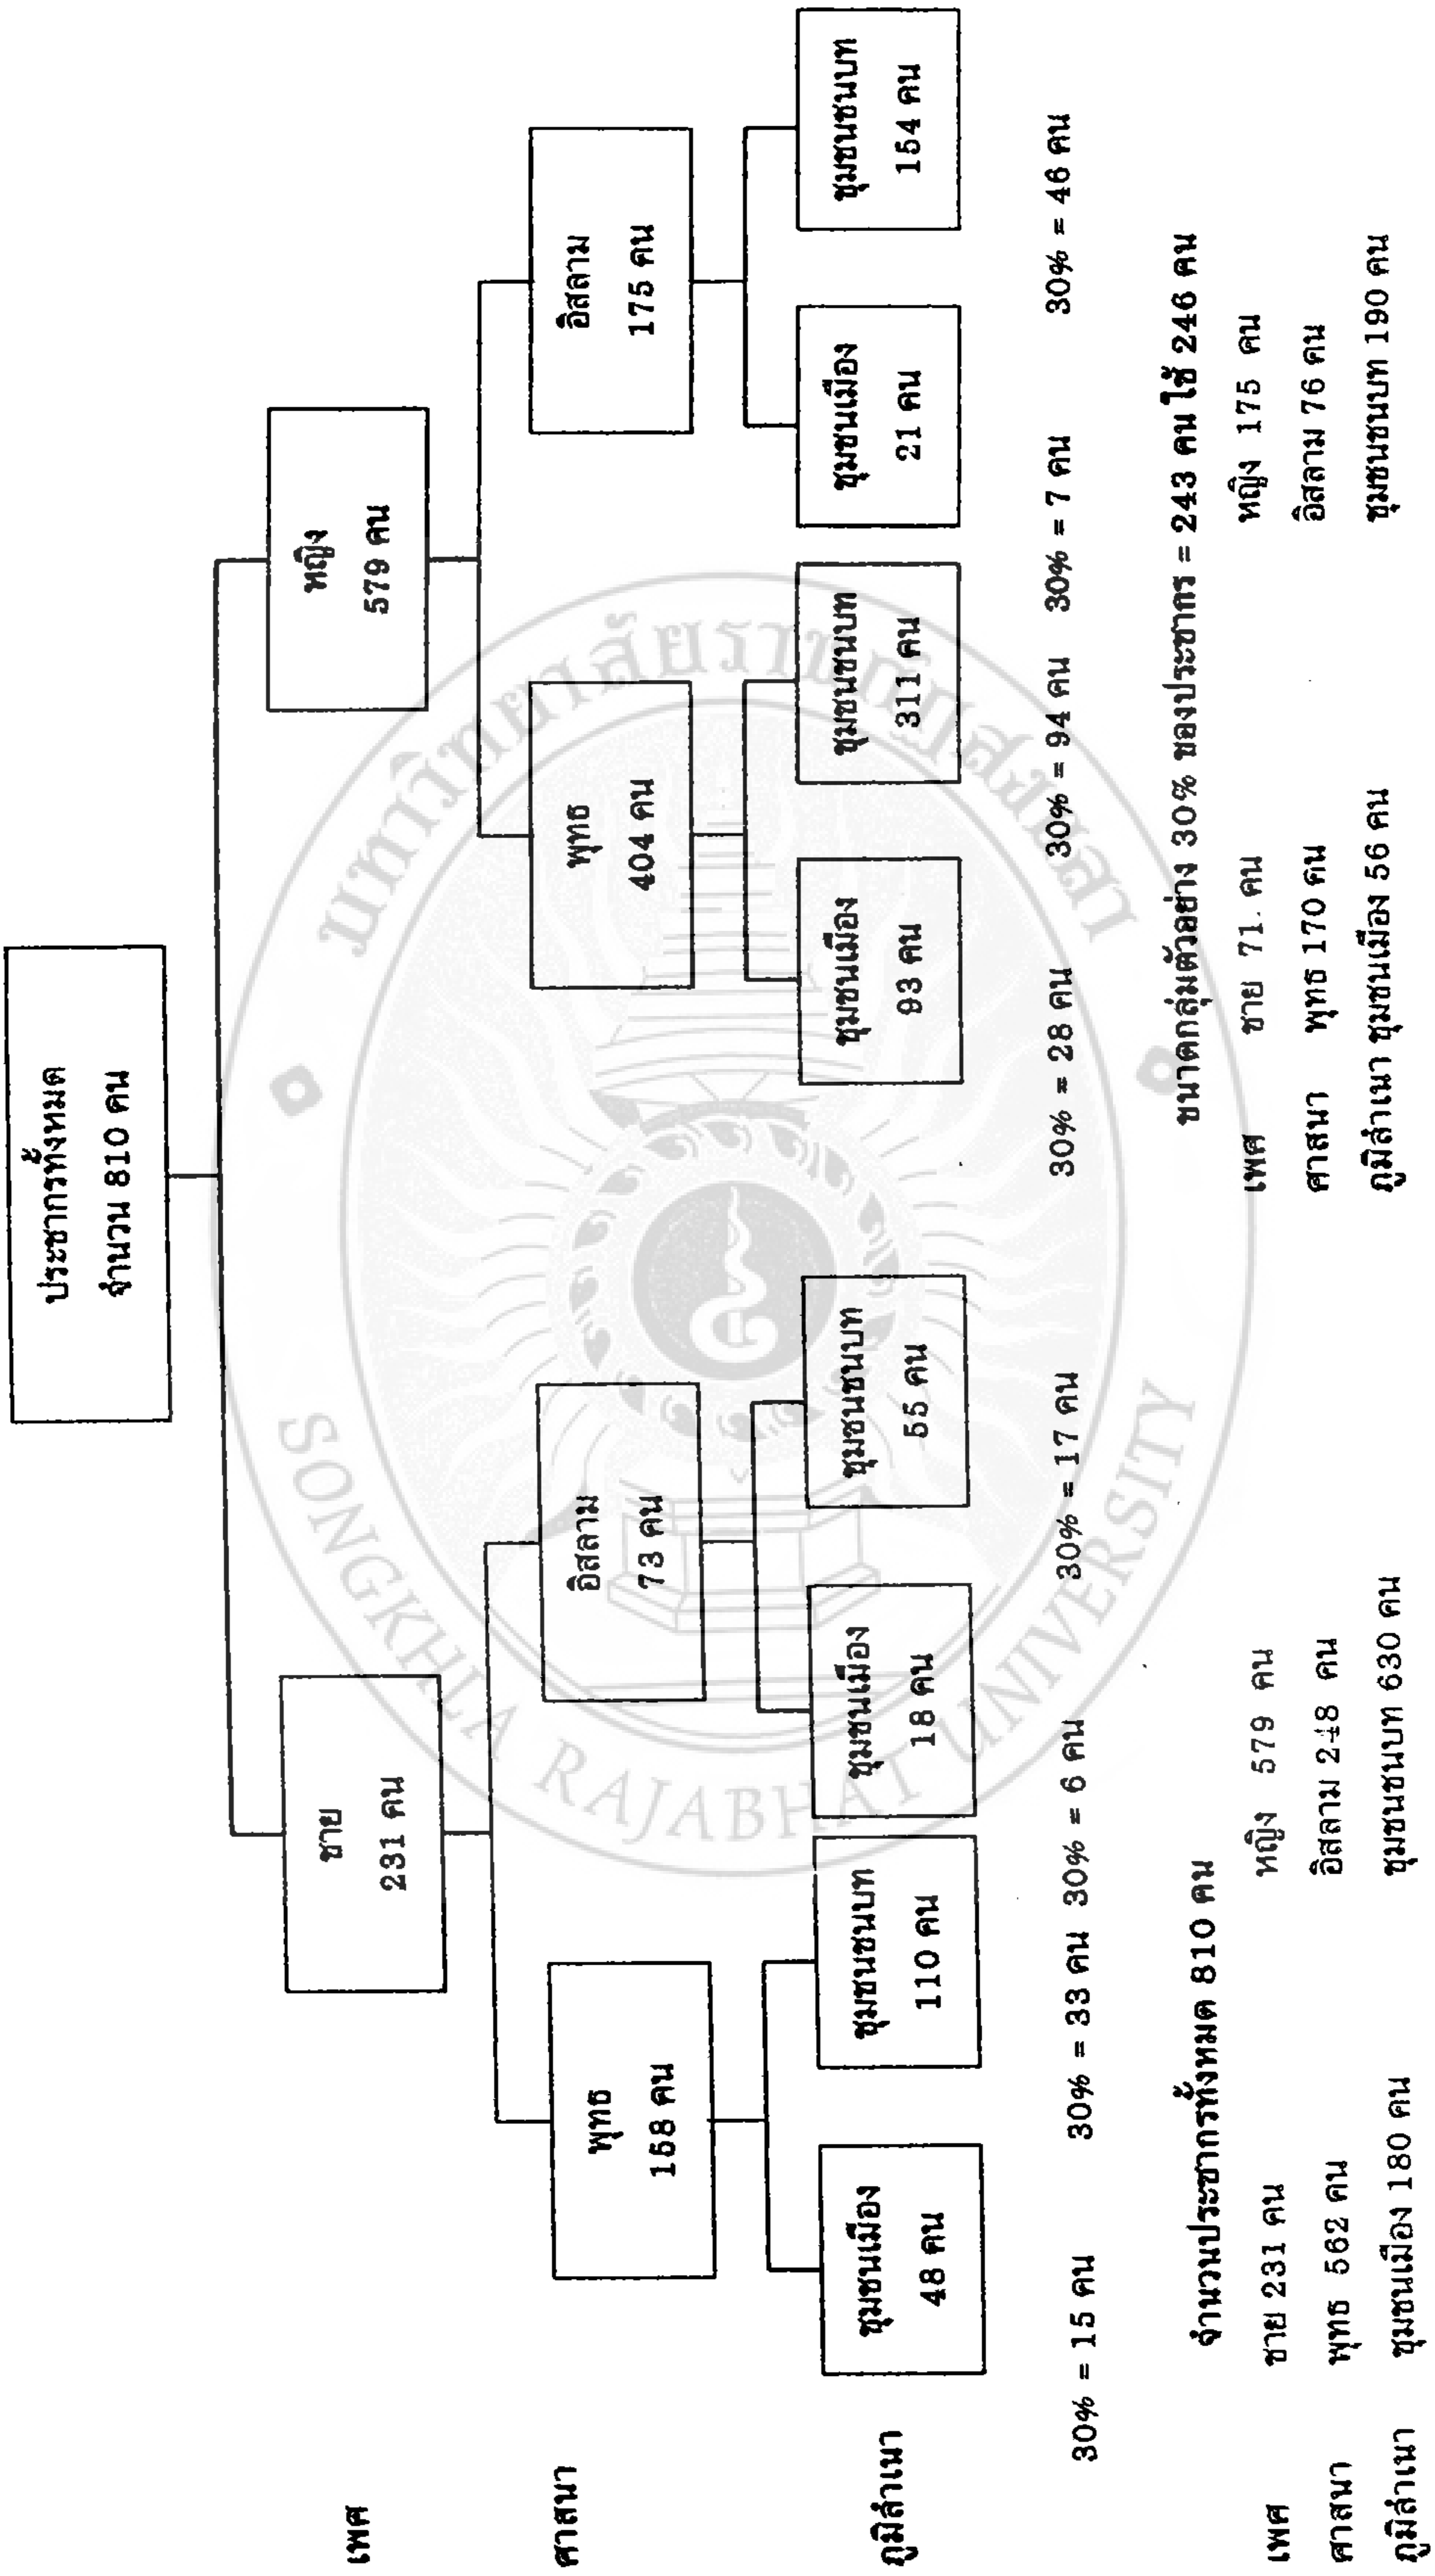 ประชากรทั้งหมด
จำนวน 810 คน
เพศ
ชาย
231 คน
หญิง
579 คน
ศาสนา
พุทธ
158 คน
อิสลาม
73 คน
พุทธ
404 คน
อิสลาม
175 คน
ภูมิลำเนา
ชุมชนเมือง
48 คน
ชุมชนชนบท
110 คน
ชุมชนเมือง
18 คน
ชุมชนชนบท
55 คน
ชุมชนเมือง
93 คน
ชุมชนชนบท
311 คน
ชุมชนเมือง
21 คน
ชุมชนชนบท
154 คน
30% = 15 คน 30% = 33 คน 30% = 6 คน 30% = 17 คน 30% = 28 คน 30% = 94 คน 30% = 7 คน 30% = 46 คน
จำนวนประชากรทั้งหมด 810 คน
เพศ ชาย 231 คน หญิง 579 คน
ศาสนา พุทธ 562 คน อิสลาม 248 คน
ภูมิลำเนา ชุมชนเมือง 180 คน ชุมชนชนบท 630 คน
ขนาดกลุ่มตัวอย่าง 30% ของประชากร = 243 คน ใช้ 246 คน
เพศ ชาย 71 คน หญิง 175 คน
ศาสนา พุทธ 170 คน อิสลาม 76 คน
ภูมิลำเนา ชุมชนเมือง 56 คน ชุมชนชนบท 190 คน
มหาวิทยาลัยราชภัฏสงขลา
SONGKHLA RAJABHAT UNIVERSITY